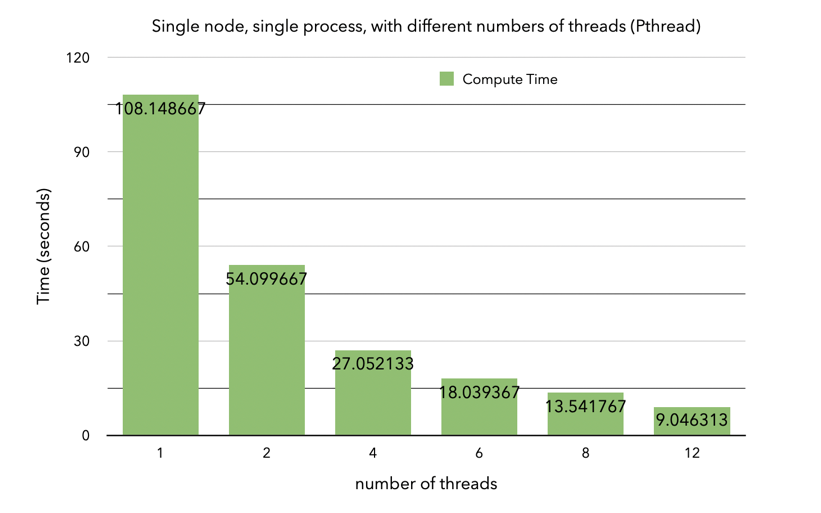 Single node, single process, with different numbers of threads (Pthread)
120
Compute Time
108.148667
90
Time (seconds)
60
54.099667
30
27.052133
18.039367
13.541767
9.046313
0
1 2 4 6 8 12
number of threads